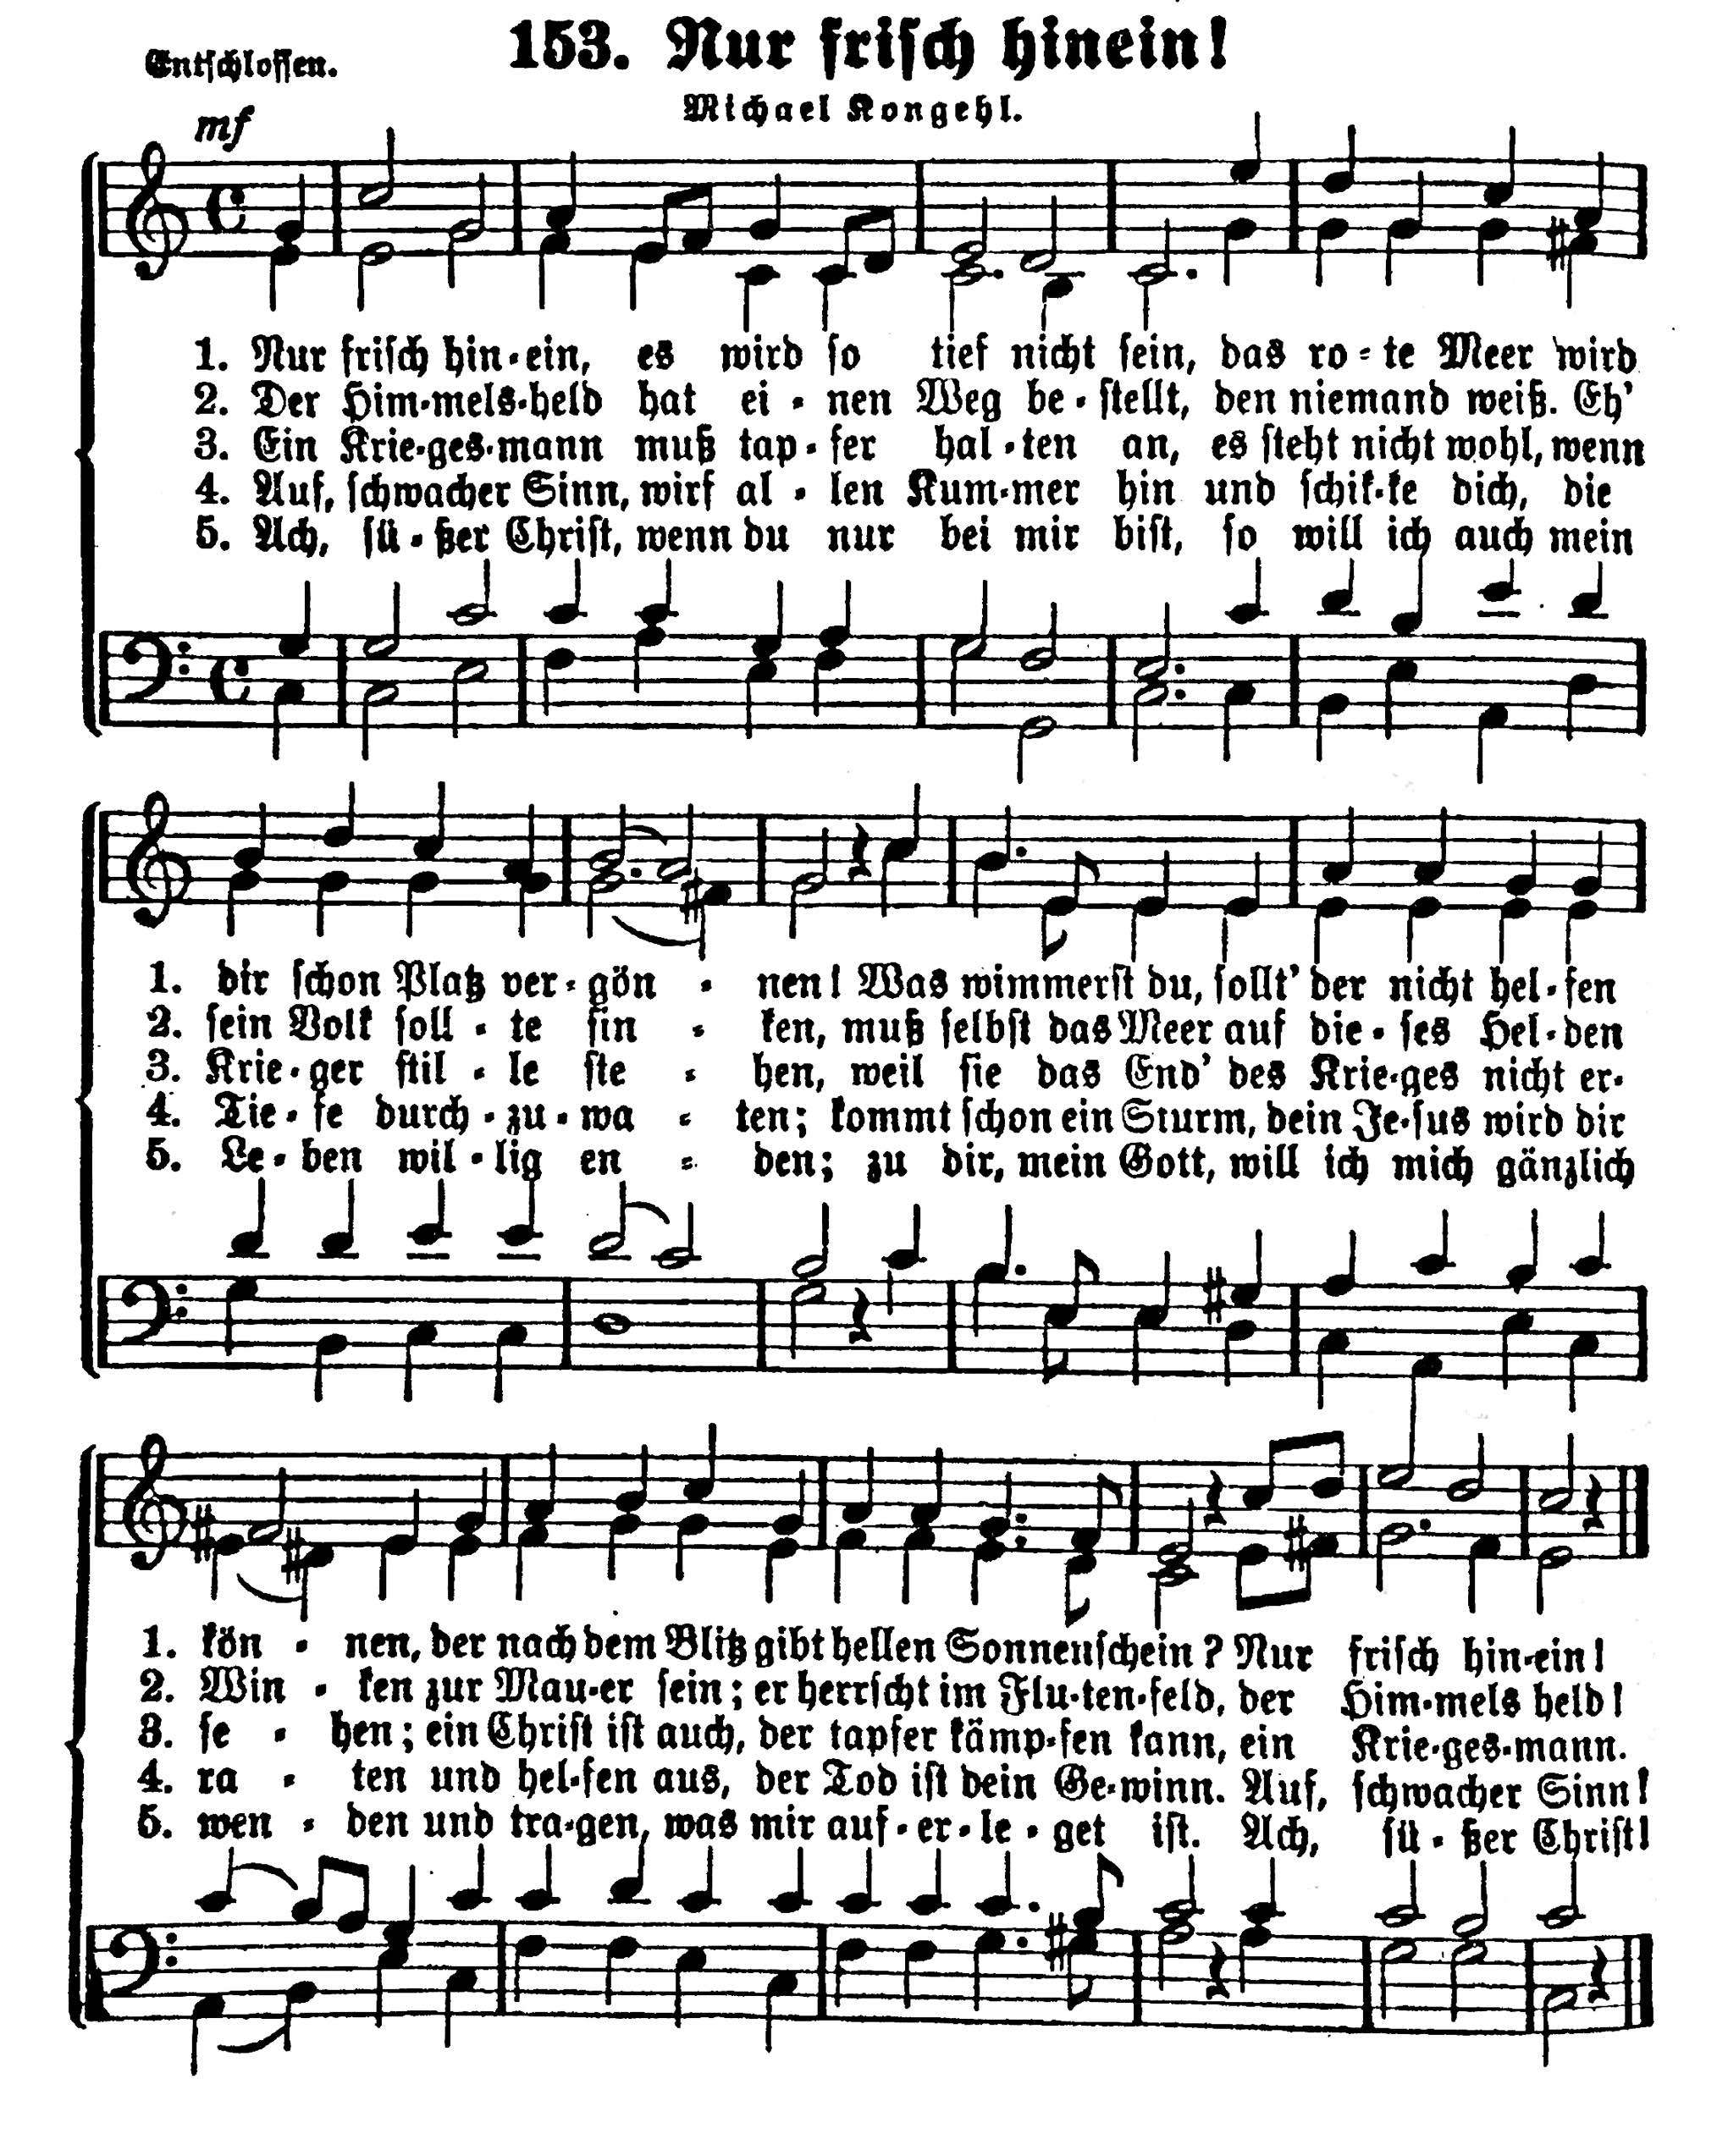 153. Nur friſch hinein!
Entſchloſſen.
Michael Kongehl.
mf
1. Nur friſch hin-ein, es wird ſo tief nicht ſein, das ro-te Meer wird
2. Der Him-mels-held hat ei-nen Weg be-ſtellt, den niemand weiß. Eh'
3. Ein Krie-ges-mann muß tap-fer hal-ten an, es ſteht nicht wohl, wenn
4. Auf, ſchwacher Sinn, wirf al-len Kum-mer hin und ſchik-ke dich, die
5. Ach, ſü-ßer Chriſt, wenn du nur bei mir biſt, ſo will ich auch mein
1. dir ſchon Platz ver-gön - nen! Was wimmerſt du, ſollt' der nicht hel-fen
2. ſein Volk ſoll-te ſin - ken, muß ſelbſt das Meer auf die-ſes Hel-den
3. Krie-ger ſtil-le ſte - hen, weil ſie das End' des Krie-ges nicht er-
4. Tie-fe durch-zu-wa - ten; kommt ſchon ein Sturm, dein Je-ſus wird dir
5. Le-ben wil-lig en - den; zu dir, mein Gott, will ich mich gänzlich
1. kön - nen, der nach dem Blitz gibt hellen Sonnenſchein? Nur friſch hin-ein!
2. Win - ken zur Mau-er ſein; er herrſcht im Flu-ten-feld, der Him-mels held!
3. ſe - hen; ein Chriſt iſt auch, der tapfer kämp-fen kann, ein Krie-ges-mann.
4. ra - ten und hel-fen aus, der Tod iſt dein Ge-winn. Auf, ſchwacher Sinn!
5. wen - den und tra-gen, was mir auf-er-le-get iſt. Ach, ſü-ßer Chriſt!